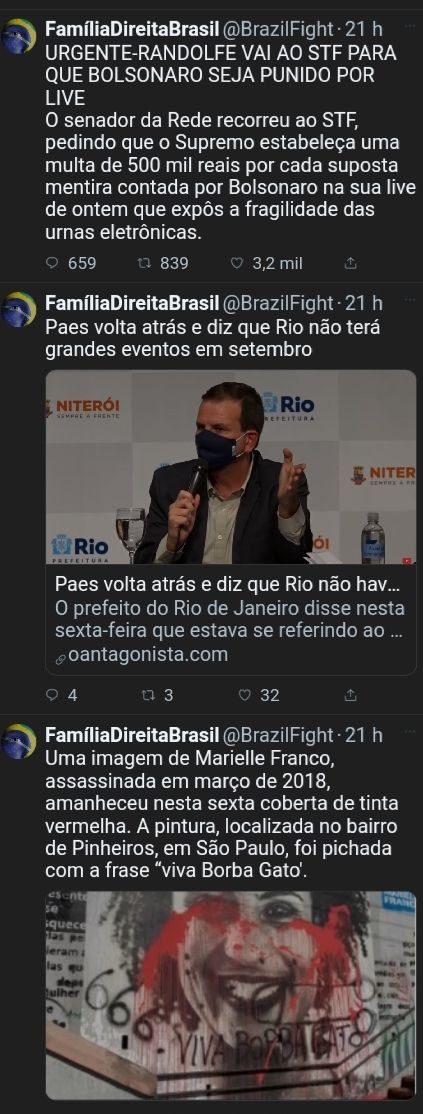 FamíliaDireitaBrasil @BrazilFight · 21 h
URGENTE-RANDOLFE VAI AO STF PARA
QUE BOLSONARO SEJA PUNIDO POR
LIVE
O senador da Rede recorreu ao STF,
pedindo que o Supremo estabeleça uma
multa de 500 mil reais por cada suposta
mentira contada por Bolsonaro na sua live
de ontem que expôs a fragilidade das
urnas eletrônicas.
659 839 3,2 mil
FamíliaDireitaBrasil @BrazilFight · 21 h
Paes volta atrás e diz que Rio não terá
grandes eventos em setembro
NITERÓI
SEMPRE À FRENTE
Rio
PREFEITURA
NITER
SEMPRE À FR
Rio
PREFEITURA
ÓI
Paes volta atrás e diz que Rio não hav...
O prefeito do Rio de Janeiro disse nesta
sexta-feira que estava se referindo ao ...
oantagonista.com
4 3 32
FamíliaDireitaBrasil @BrazilFight · 21 h
Uma imagem de Marielle Franco,
assassinada em março de 2018,
amanheceu nesta sexta coberta de tinta
vermelha. A pintura, localizada no bairro
de Pinheiros, em São Paulo, foi pichada
com a frase “viva Borba Gato'.
666
VIVA BORBA GATO